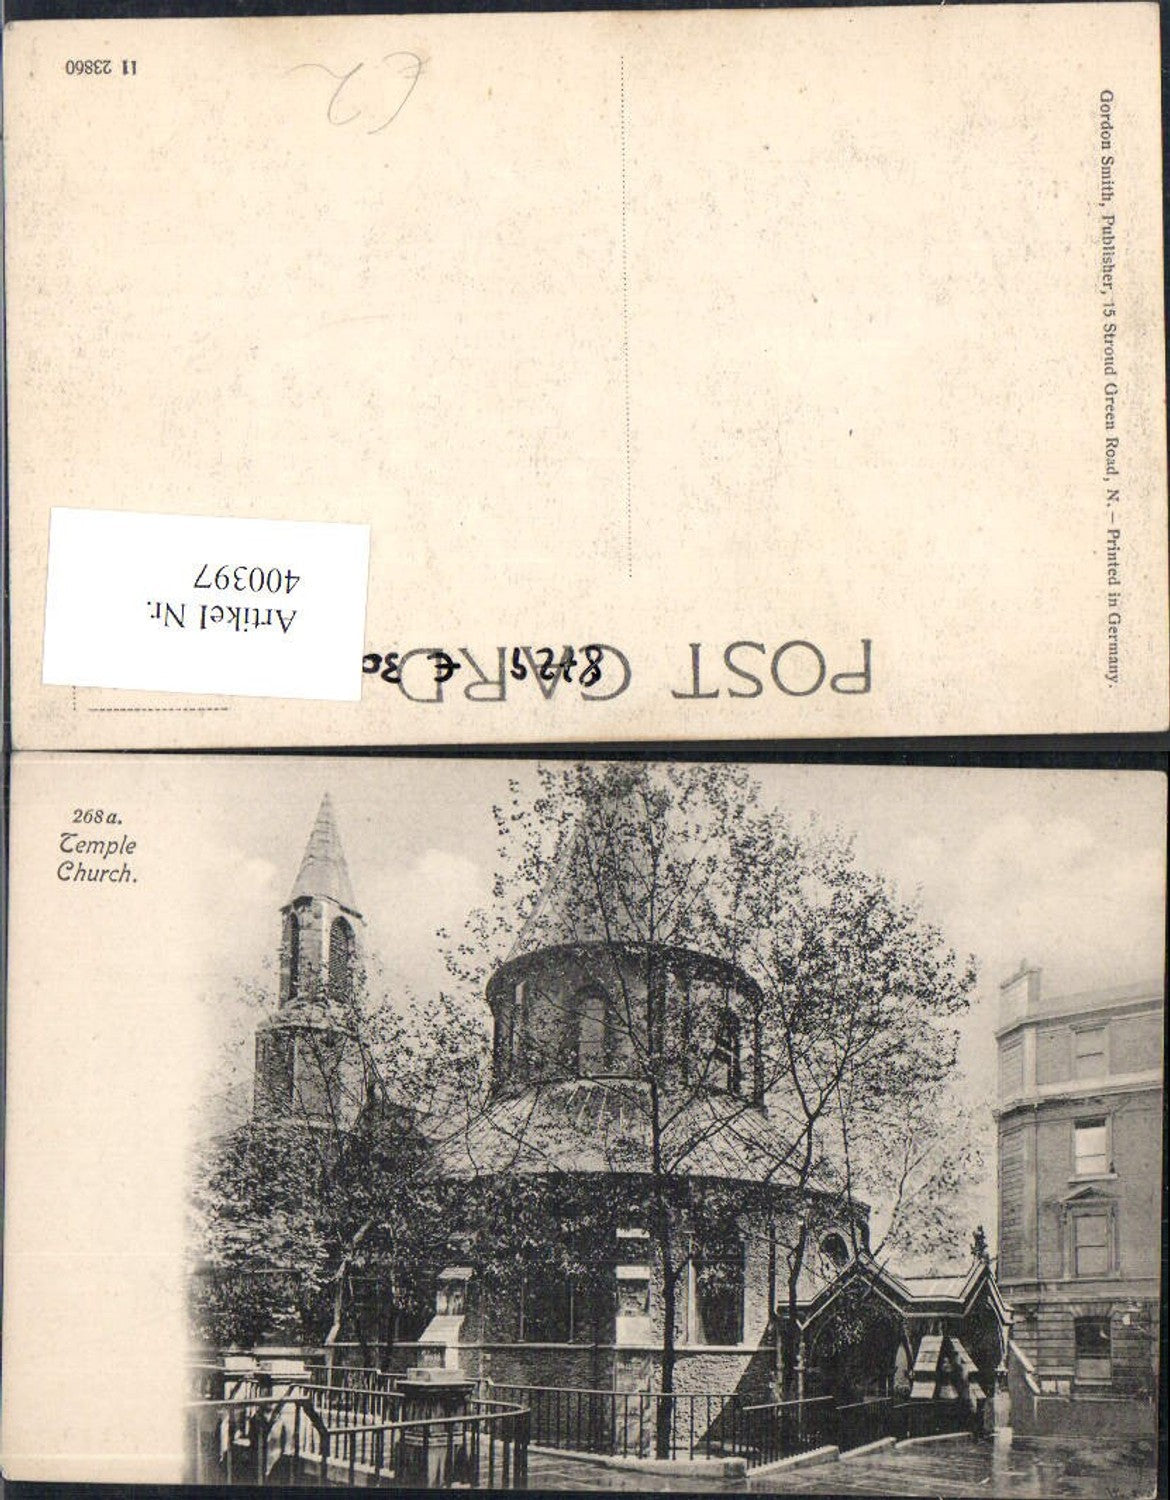 11 23860
Gordon Smith, Publisher, 15 Stroud Green Road, N. – Printed in Germany.
POST CARD
Artikel Nr.
400397
268a.
Temple
Church.